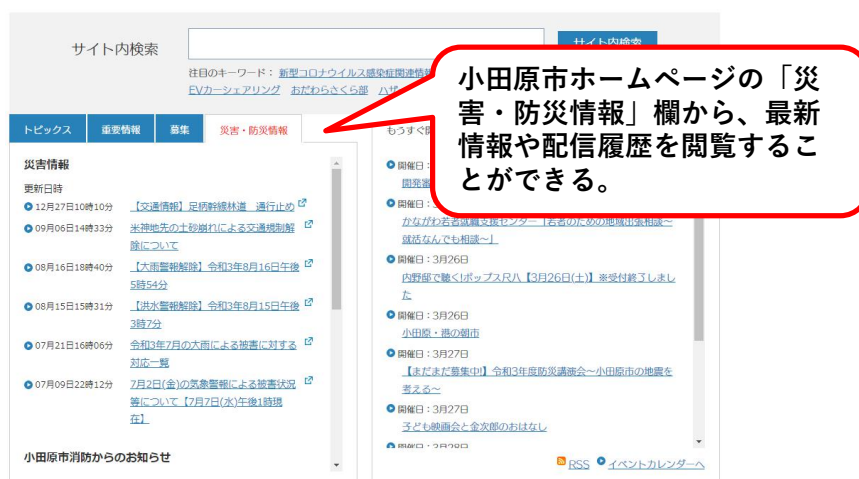 サイト内検索
サイト内検索
注目のキーワード： 新型コロナウイルス感染症関連情報
EVカーシェアリング おだわらさくら部 ハザ
小田原市ホームページの「災
害・防災情報」欄から、最新
情報や配信履歴を閲覧するこ
とができる。
トピックス 重要情報 募集 災害・防災情報
災害情報
更新日時
12月27日10時10分 【交通情報】足柄幹線林道 通行止め
09月06日14時33分 米神地先の土砂崩れによる交通規制解
除について
08月16日18時40分 【大雨警報解除】令和3年8月16日午後
5時54分
08月15日15時31分 【洪水警報解除】令和3年8月15日午後
3時7分
07月21日16時06分 令和3年7月の大雨による被害に対する
対応一覧
07月09日22時12分 7月2日(金)の気象警報による被害状況
等について【7月7日(水)午後1時現
在】
小田原市消防からのお知らせ
もうすぐ開
開催日：
開発審
開催日：
かながわ若者就職支援センター「若者のための地域出張相談～
就活なんでも相談～」
開催日：3月26日
内野邸で聴く!ポップス尺八【3月26日(土)】※受付終了しまし
た
開催日：3月26日
小田原・港の朝市
開催日：3月27日
【まだまだ募集中!】令和3年度防災講演会～小田原市の地震を
考える～
開催日：3月27日
子ども映画会と金次郎のおはなし
開催日：3月28日
RSS イベントカレンダーへ